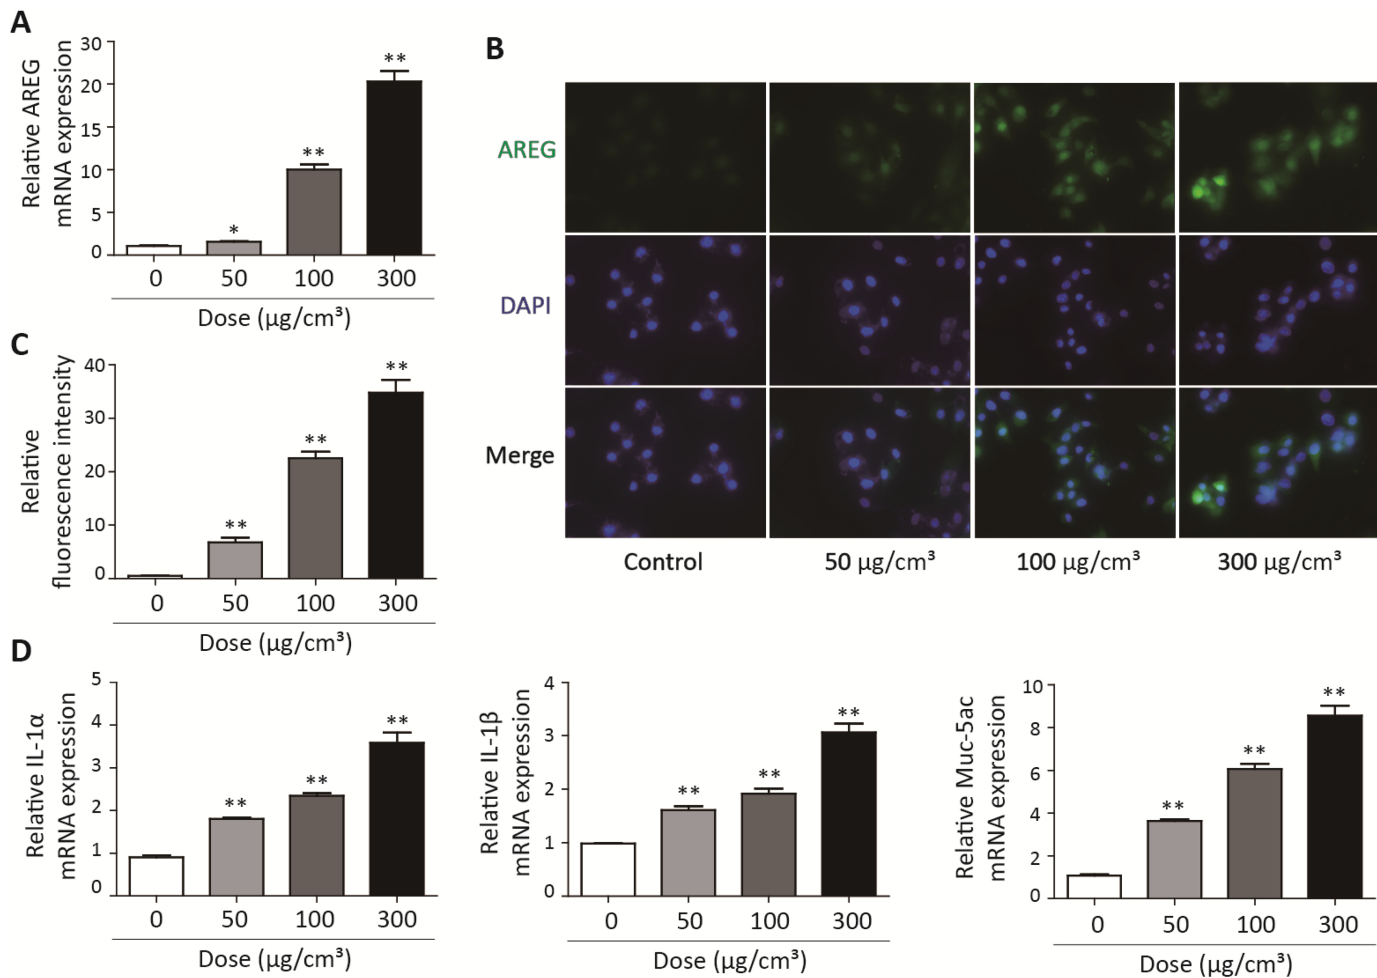 A
Relative AREG
mRNA expression
30
25
20
15
10
5
0
*
**
**
0 50 100 300
Dose (µg/cm³)
B
AREG
DAPI
Merge
Control 50 µg/cm³ 100 µg/cm³ 300 µg/cm³
C
Relative
fluorescence intensity
40
30
20
10
0
**
**
**
0 50 100 300
Dose (µg/cm³)
D
Relative IL-1α
mRNA expression
5
4
3
2
1
0
**
**
**
0 50 100 300
Dose (µg/cm³)
Relative IL-1β
mRNA expression
4
3
2
1
0
**
**
**
0 50 100 300
Dose (µg/cm³)
Relative Muc-5ac
mRNA expression
10
8
6
4
2
0
**
**
**
0 50 100 300
Dose (µg/cm³)